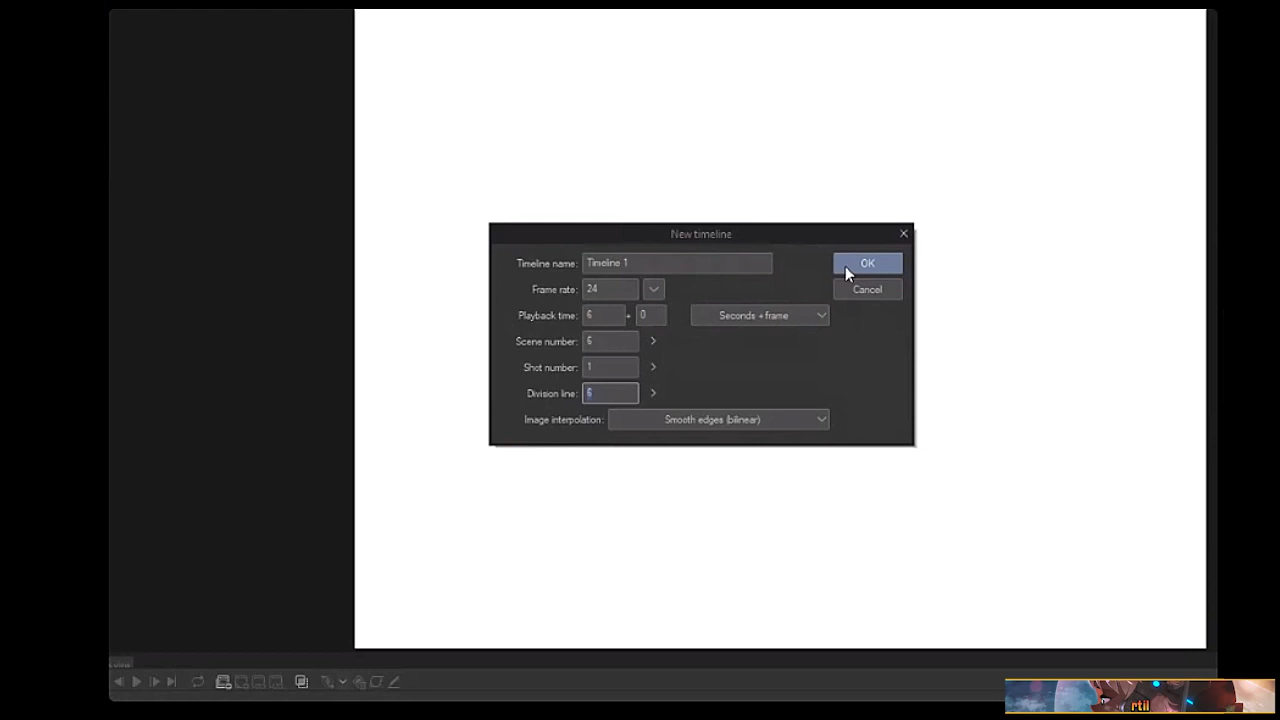 New timeline
Timeline name: Timeline 1
OK
Frame rate: 24
Cancel
Playback time: 6 + 0 Seconds + frame
Scene number: 6
Shot number: 1
Division line: 6
Image interpolation: Smooth edges (bilinear)
rtil